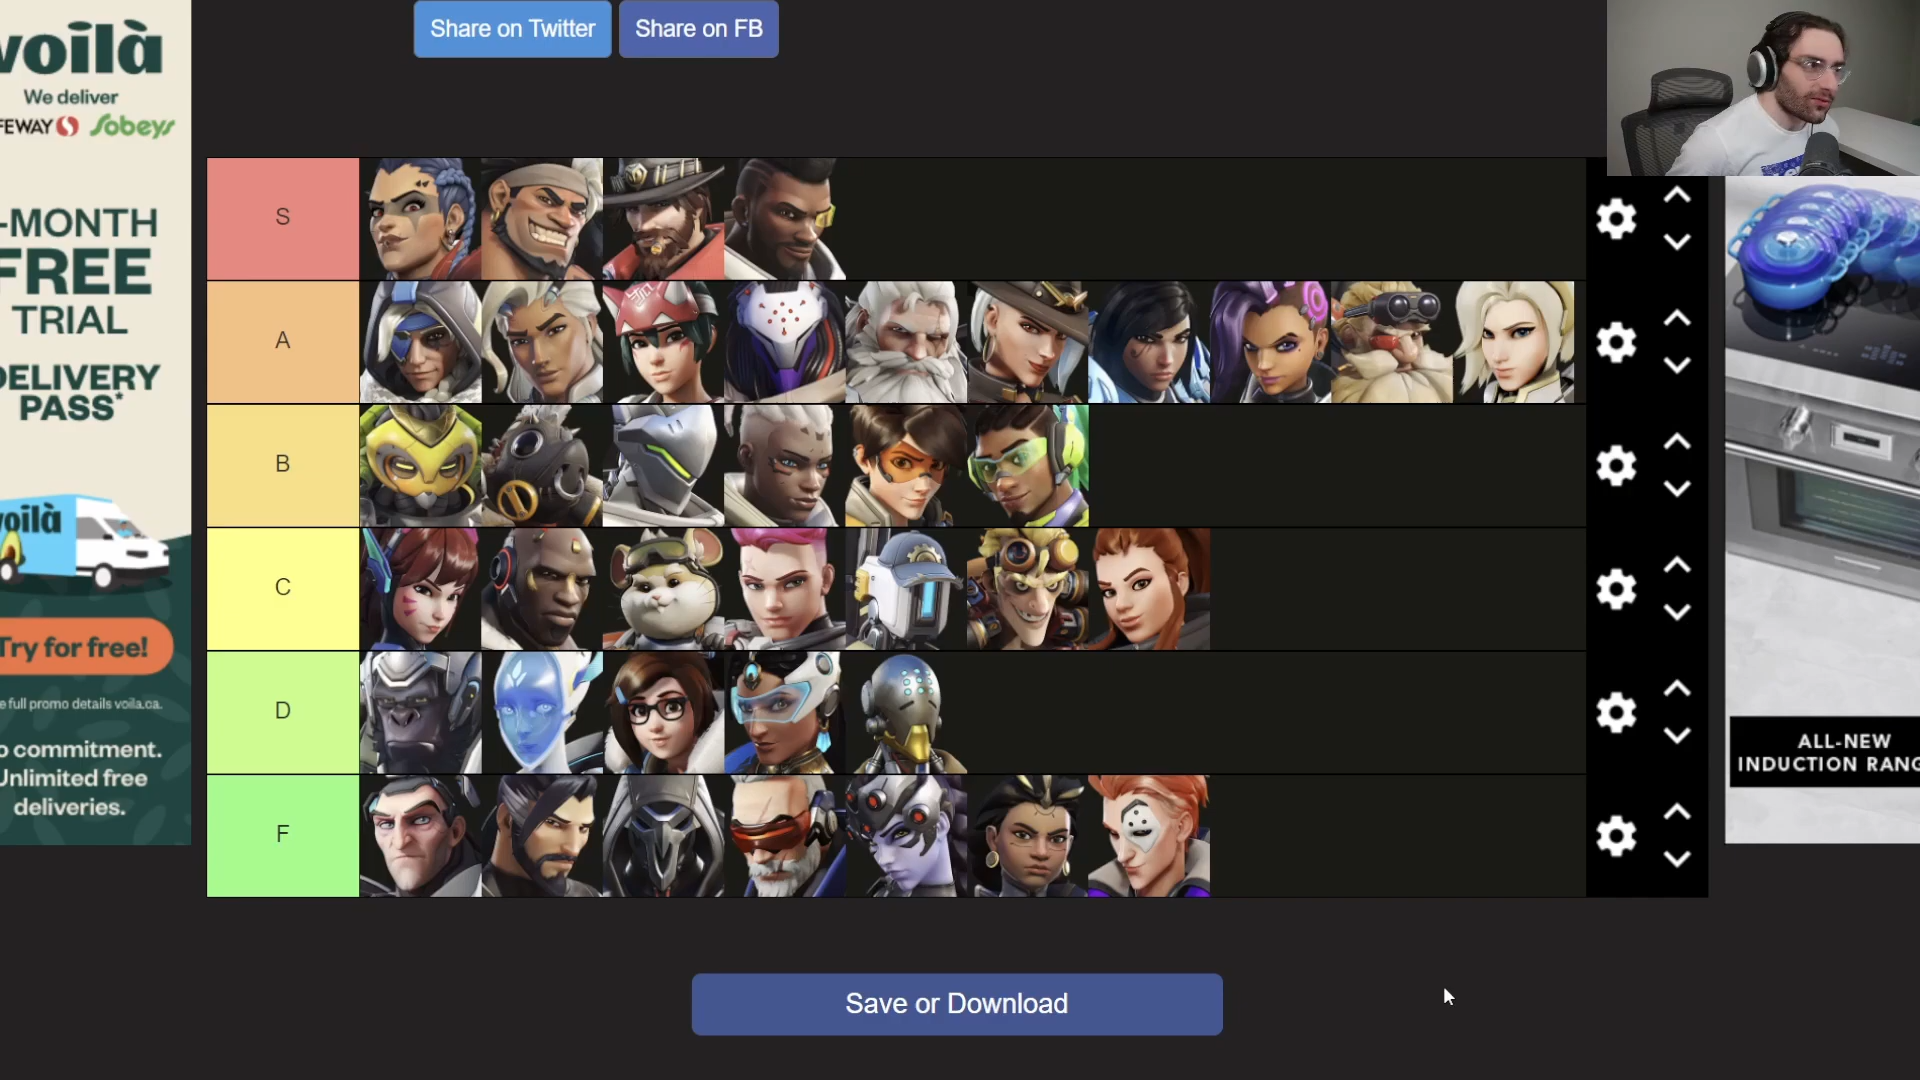 Share on Twitter
Share on FB
voilà
We deliver
FEWAY
Sobeys
-MONTH
FREE
TRIAL
DELIVERY
PASS*
voilà
Try for free!
e full promo details voila.ca.
o commitment.
Unlimited free
deliveries.
S
A
B
C
D
F
ALL-NEW
INDUCTION RANG
Save or Download